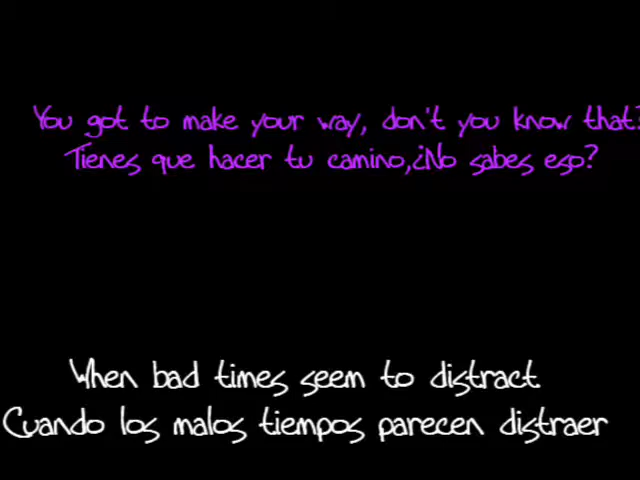 You got to make your way, don't you know that?
Tienes que hacer tu camino,¿No sabes eso?
When bad times seem to distract
Cuando los malos tiempos parecen distraer